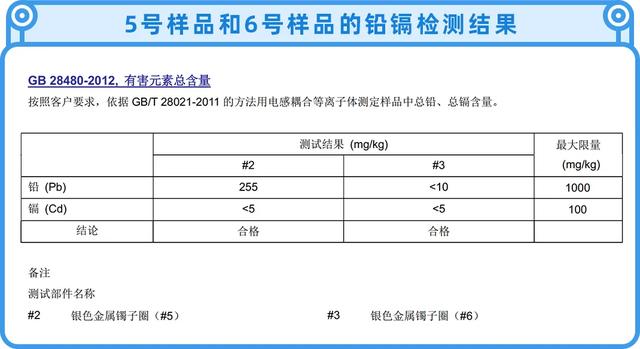 5号样品和6号样品的铅镉检测结果
GB 28480-2012, 有害元素总含量
按照客户要求，依据 GB/T 28021-2011 的方法用电感耦合等离子体测定样品中总铅、总镉含量。
测试结果 (mg/kg) 最大限量
#2 #3 (mg/kg)
铅 (Pb) 255 <10 1000
镉 (Cd) <5 <5 100
结论 合格 合格
备注
测试部件名称
#2 银色金属镯子圈（#5） #3 银色金属镯子圈（#6）